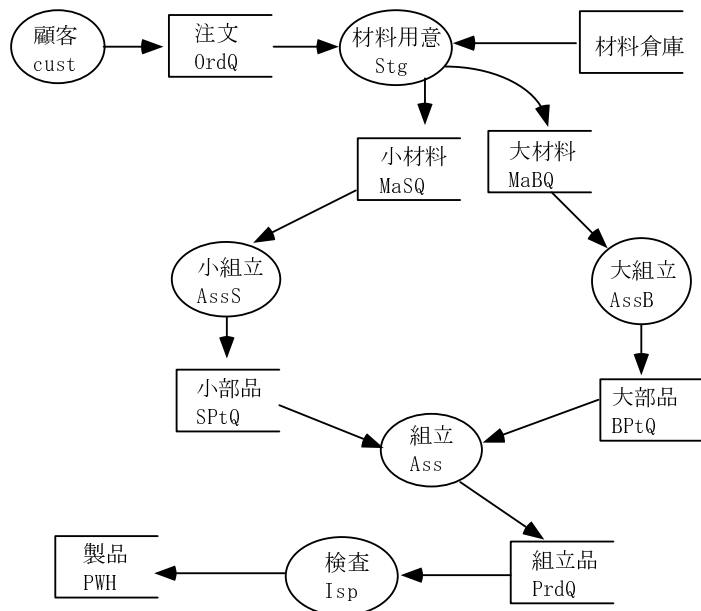 顧客
cust
注文
OrdQ
材料用意
Stg
材料倉庫
小材料
MaSQ
大材料
MaBQ
小組立
AssS
大組立
AssB
小部品
SPtQ
大部品
BPtQ
組立
Ass
製品
PWH
検査
Isp
組立品
PrdQ